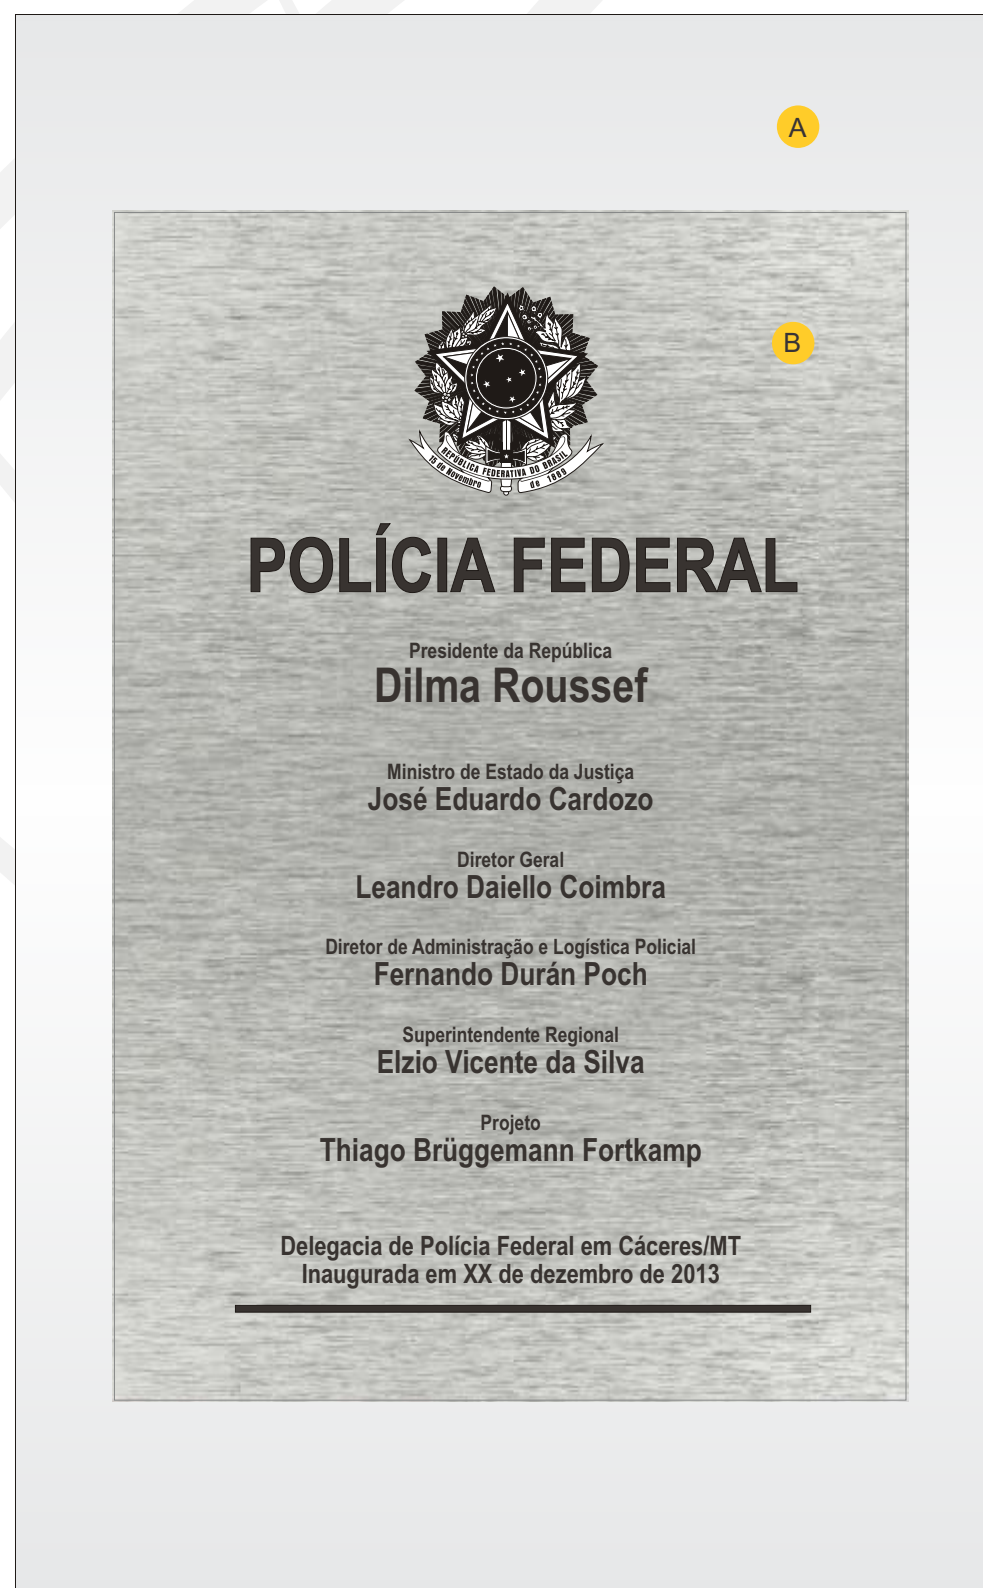 A
B
REPÚBLICA FEDERATIVA DO BRASIL
15 de Novembro de 1889
POLÍCIA FEDERAL
Presidente da República
Dilma Roussef
Ministro de Estado da Justiça
José Eduardo Cardozo
Diretor Geral
Leandro Daiello Coimbra
Diretor de Administração e Logística Policial
Fernando Durán Poch
Superintendente Regional
Elzio Vicente da Silva
Projeto
Thiago Brüggemann Fortkamp
Delegacia de Polícia Federal em Cáceres/MT
Inaugurada em XX de dezembro de 2013